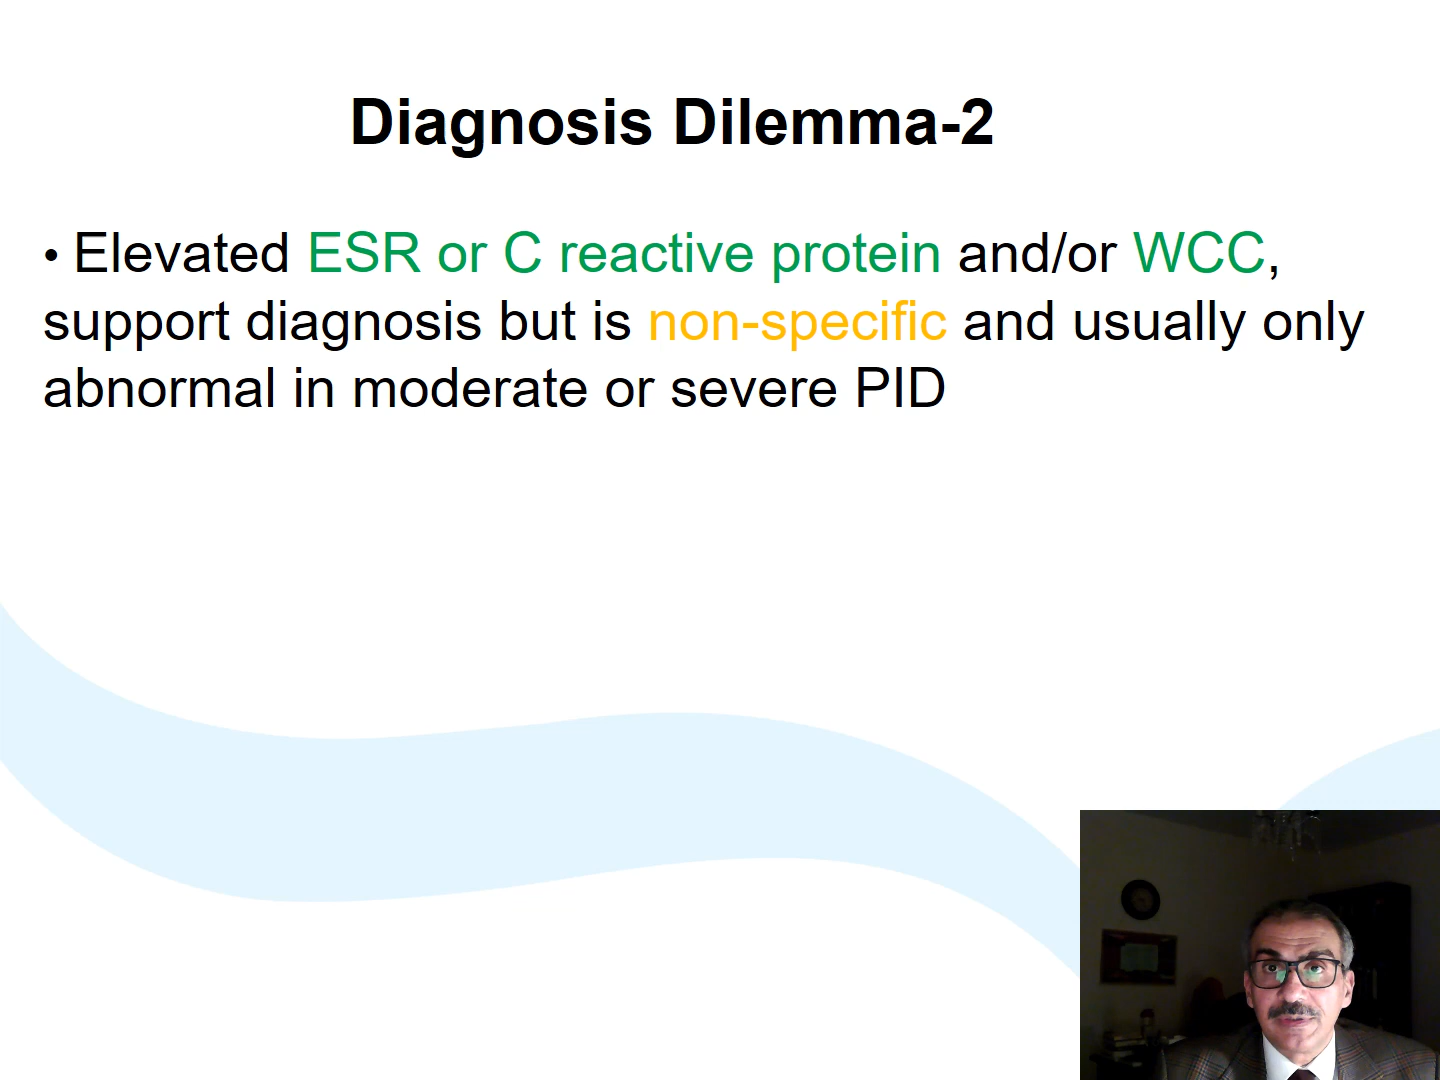 Diagnosis Dilemma-2
• Elevated ESR or C reactive protein and/or WCC,
support diagnosis but is non-specific and usually only
abnormal in moderate or severe PID